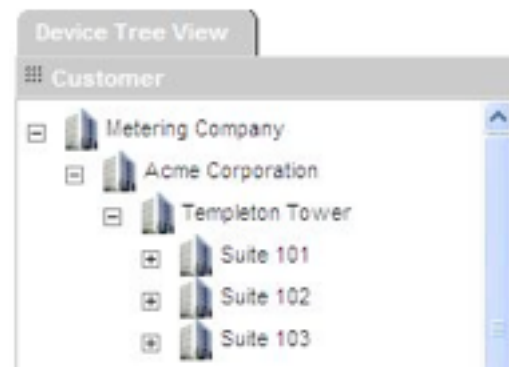 Device Tree View
Customer
Metering Company
Acme Corporation
Templeton Tower
Suite 101
Suite 102
Suite 103